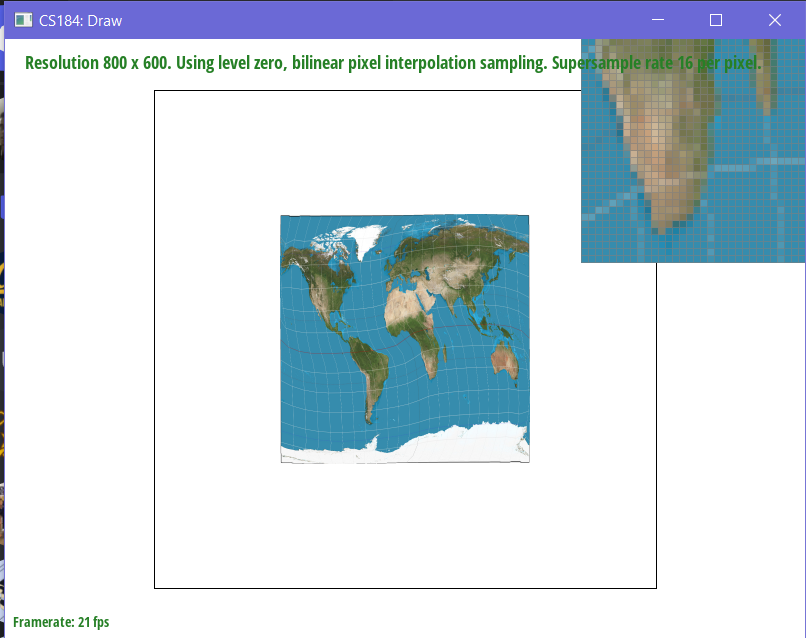 CS184: Draw
Resolution 800 x 600. Using level zero, bilinear pixel interpolation sampling. Supersample rate 16 per pixel.
Framerate: 21 fps